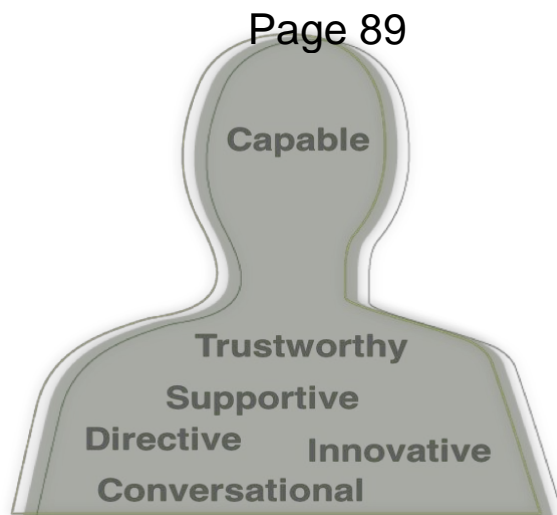 Page 89
Capable
Trustworthy
Supportive
Directive
Innovative
Conversational